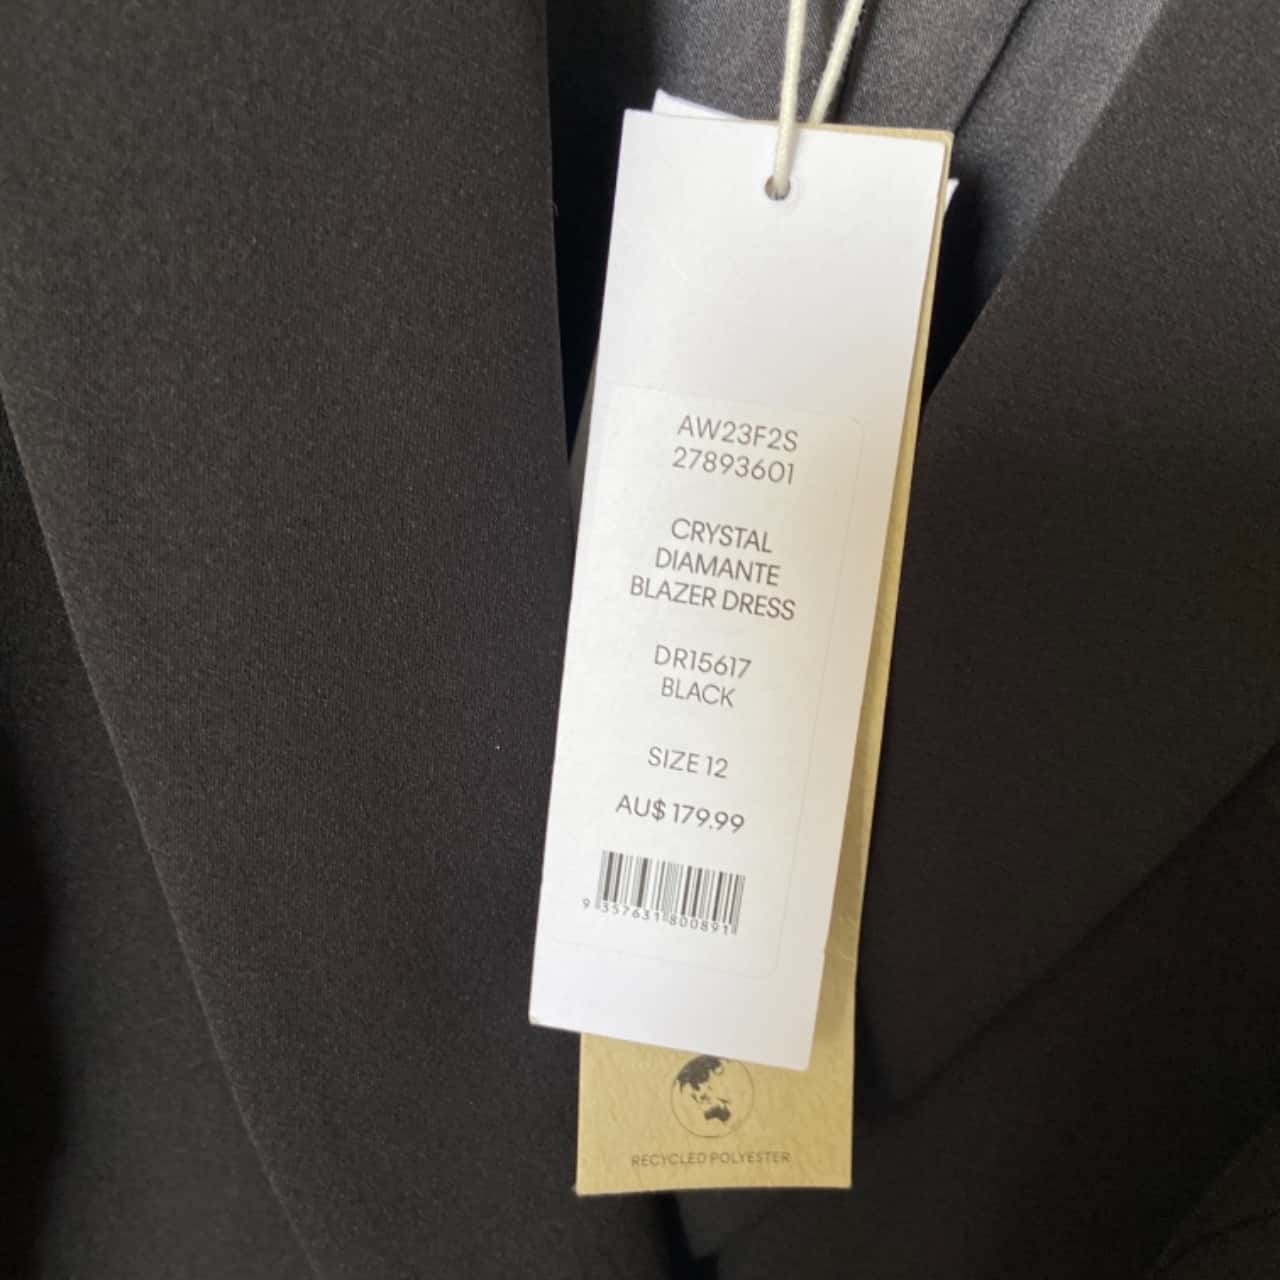 AW23F2S
27893601
CRYSTAL
DIAMANTE
BLAZER DRESS
DR15617
BLACK
SIZE 12
AU$ 179.99
9 357631 800891
RECYCLED POLYESTER